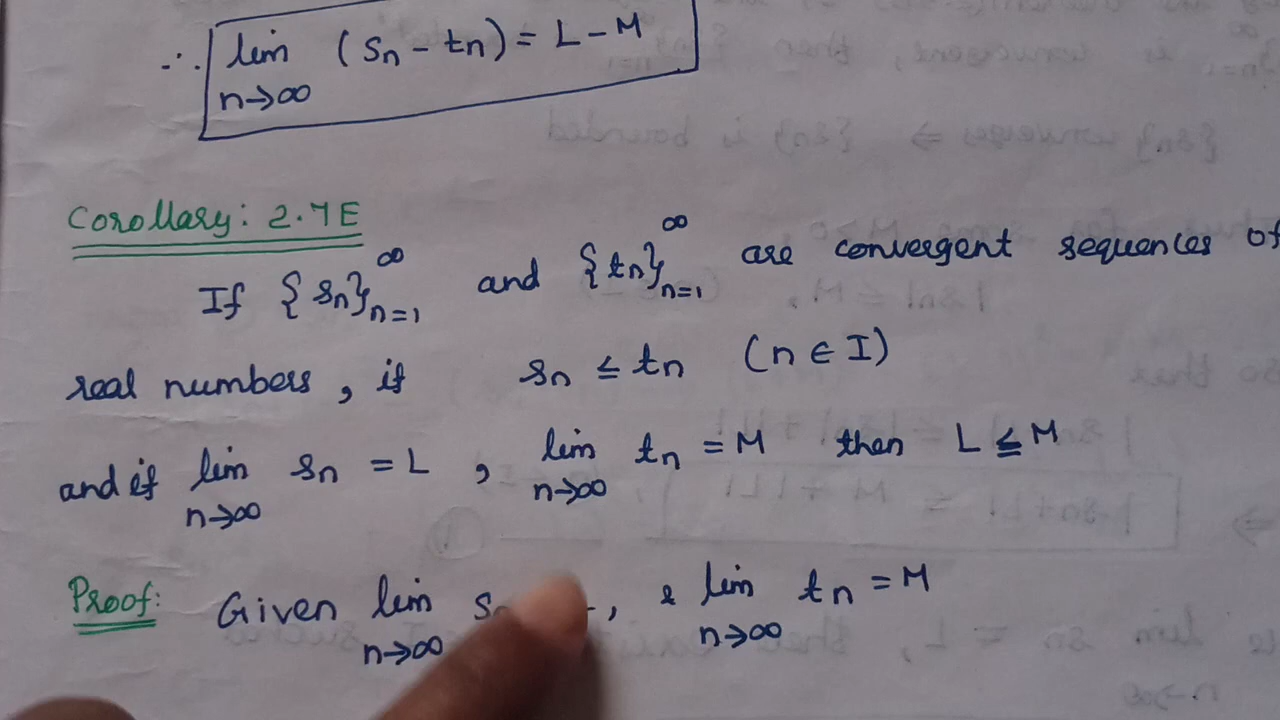 ∴ lim (Sn - tn) = L - M
n→∞
Corollary: 2.7E
If {Sn}∞n=1 and {tn}∞n=1 are convergent sequences of
real numbers, if Sn ≤ tn (n ∈ I)
and if lim Sn = L, lim tn = M then L ≤ M
n→∞ n→∞
Proof: Given lim , & lim tn = M
n→∞ n→∞